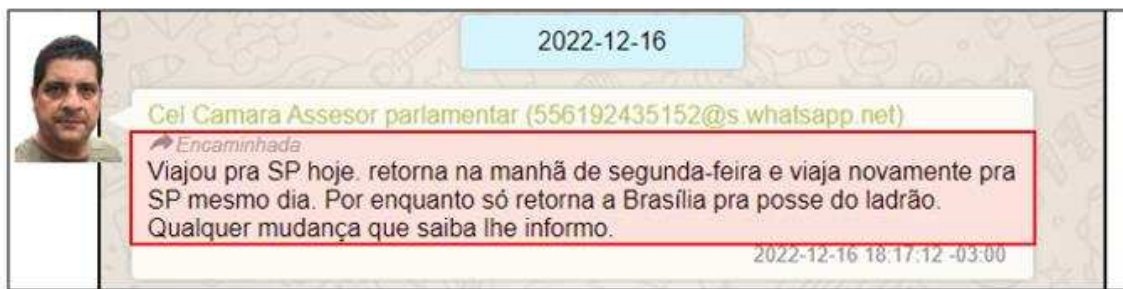 2022-12-16
Cel Camara Assesor parlamentar (556192435152@s.whatsapp.net)
Encaminhada
Viajou pra SP hoje. retorna na manhã de segunda-feira e viaja novamente pra
SP mesmo dia. Por enquanto só retorna a Brasília pra posse do ladrão.
Qualquer mudança que saiba lhe informo.
2022-12-16 18:17:12 -03:00